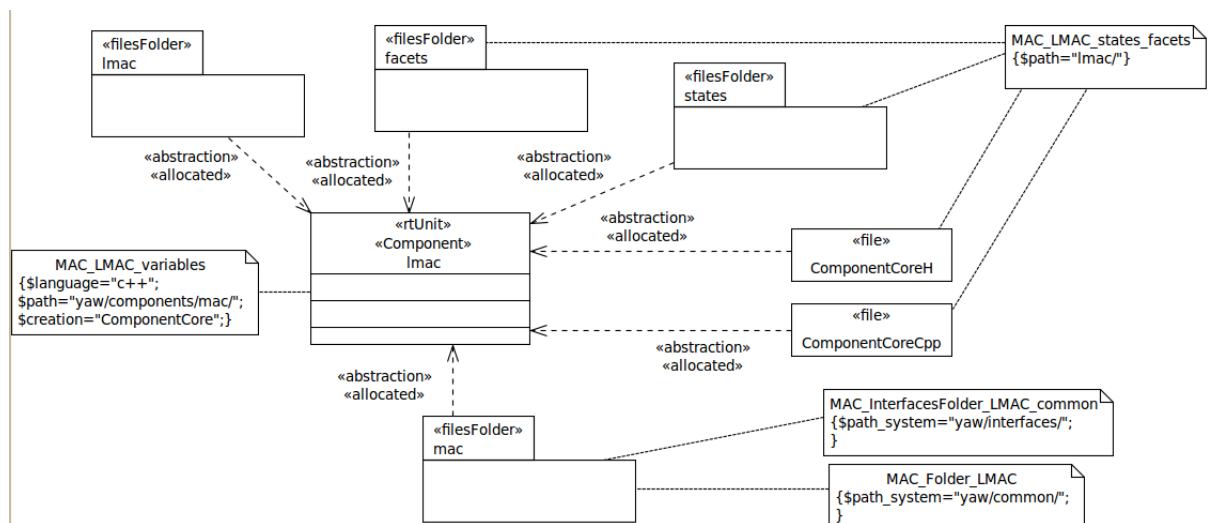 «filesFolder»
lmac
«filesFolder»
facets
MAC_LMAC_states_facets
{$path="lmac/"}
«filesFolder»
states
«abstraction»
«allocated»
«abstraction»
«allocated»
«abstraction»
«allocated»
«rtUnit»
«Component»
lmac
«abstraction»
«allocated»
«file»
ComponentCoreH
MAC_LMAC_variables
{$language="c++";
$path="yaw/components/mac/";
$creation="ComponentCore";}
«file»
ComponentCoreCpp
«abstraction»
«allocated»
«abstraction»
«allocated»
«filesFolder»
mac
MAC_InterfacesFolder_LMAC_common
{$path_system="yaw/interfaces/";
}
MAC_Folder_LMAC
{$path_system="yaw/common/";
}